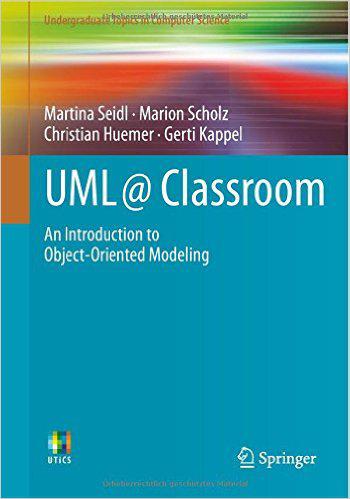 Undergraduate Topics in Computer Science
Martina Seidl · Marion Scholz
Christian Huemer · Gerti Kappel
UML @ Classroom
An Introduction to
Object-Oriented Modeling
UTiCS
Springer